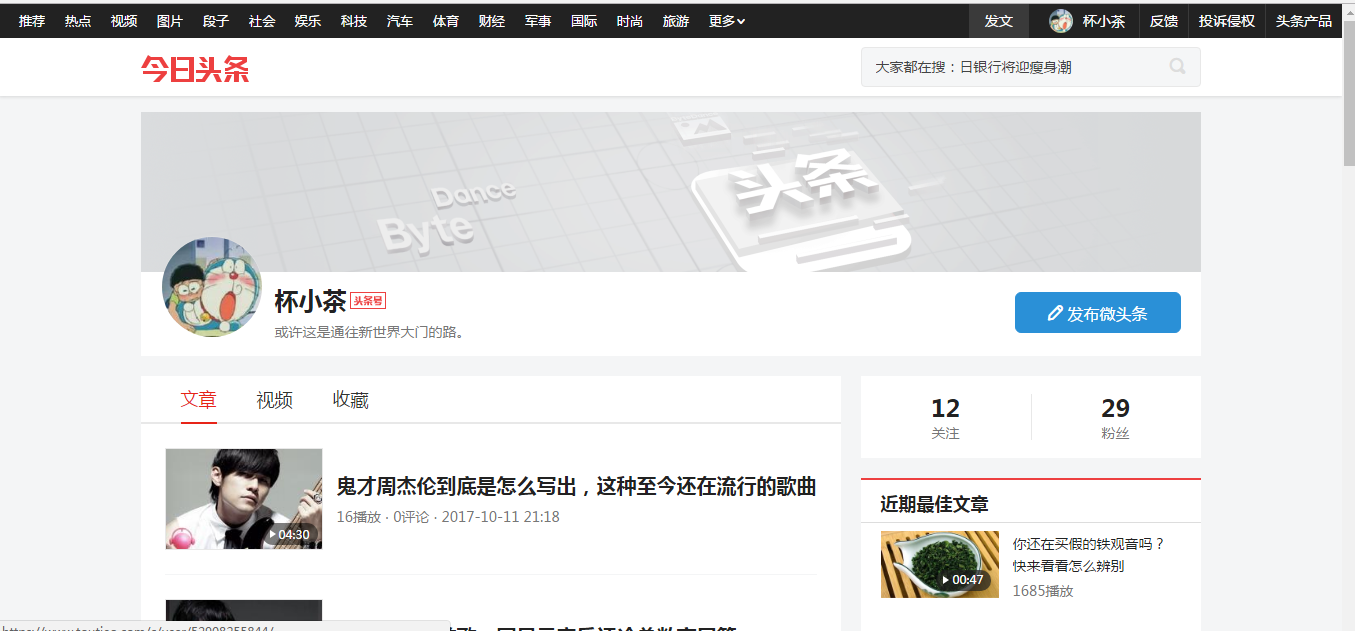 推荐 热点 视频 图片 段子 社会 娱乐 科技 汽车 体育 财经 军事 国际 时尚 旅游 更多 发文 杯小茶 反馈 投诉侵权 头条产品
今日头条 大家都在搜：日银行将迎瘦身潮
头条
Dance
Byte
杯小茶 头条号
或许这是通往新世界大门的路。
发布微头条
文章 视频 收藏
12 29
关注 粉丝
鬼才周杰伦到底是怎么写出，这种至今还在流行的歌曲
16播放 · 0评论 · 2017-10-11 21:18
04:30
近期最佳文章
你还在买假的铁观音吗？
快来看看怎么辨别
00:47
1685播放